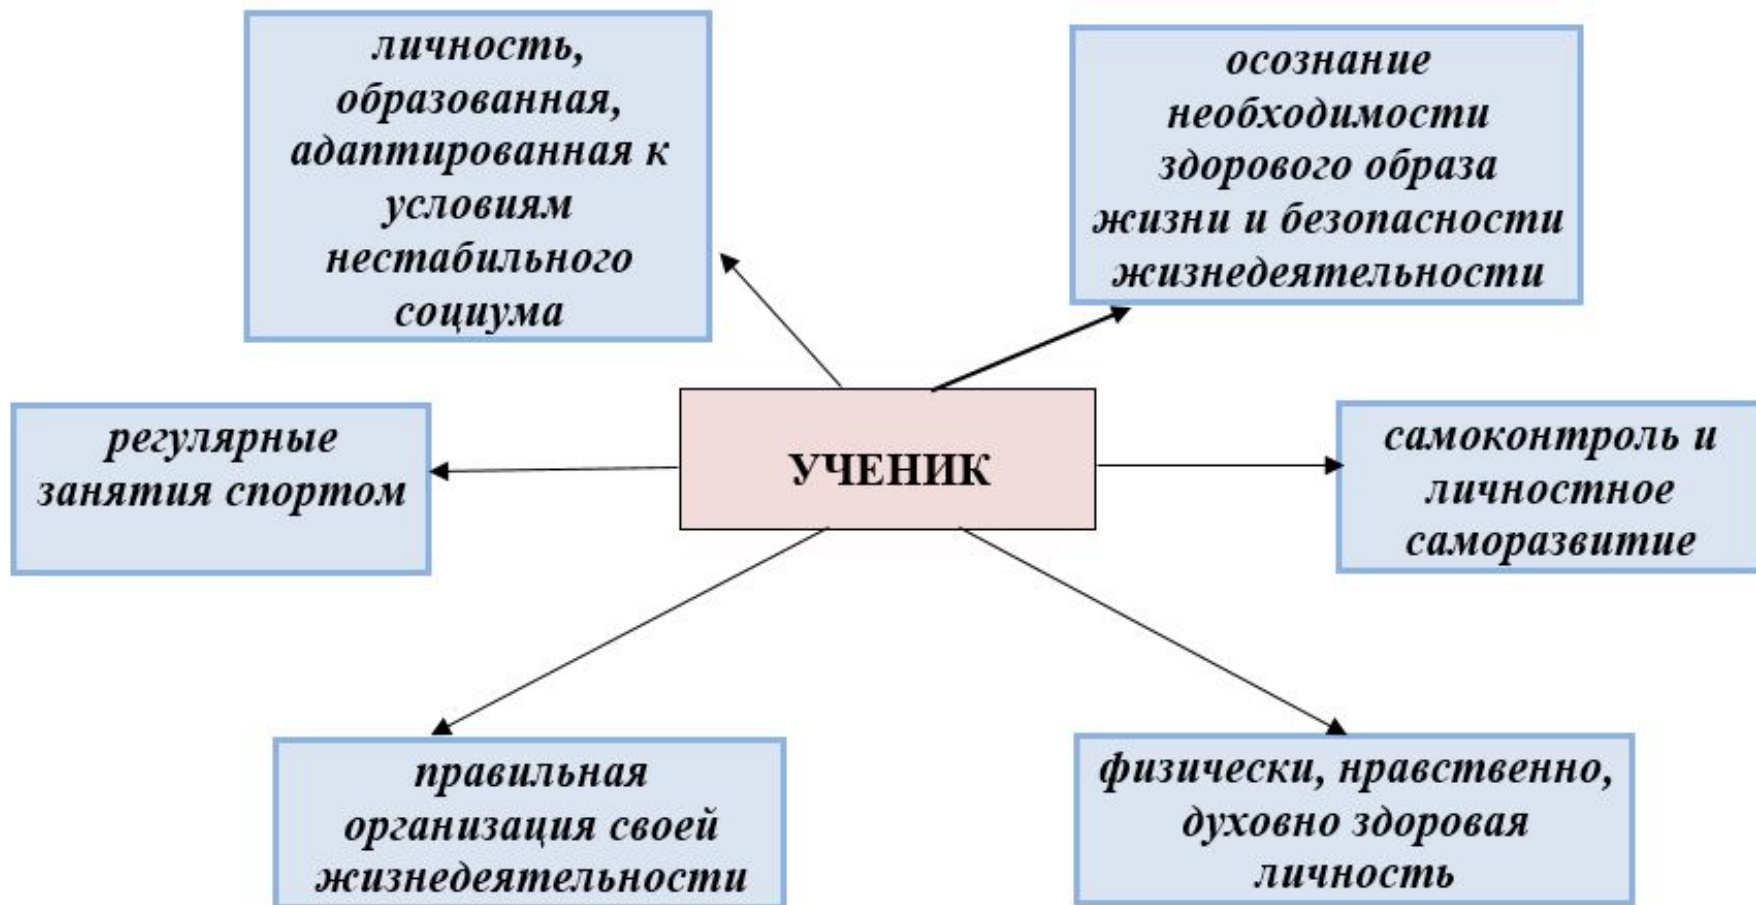 личность,
образованная,
адаптированная к
условиям
нестабильного
социума
осознание
необходимости
здорового образа
жизни и безопасности
жизнедеятельности
регулярные
занятия спортом
УЧЕНИК
самоконтроль и
личностное
саморазвитие
правильная
организация своей
жизнедеятельности
физически, нравственно,
духовно здоровая
личность